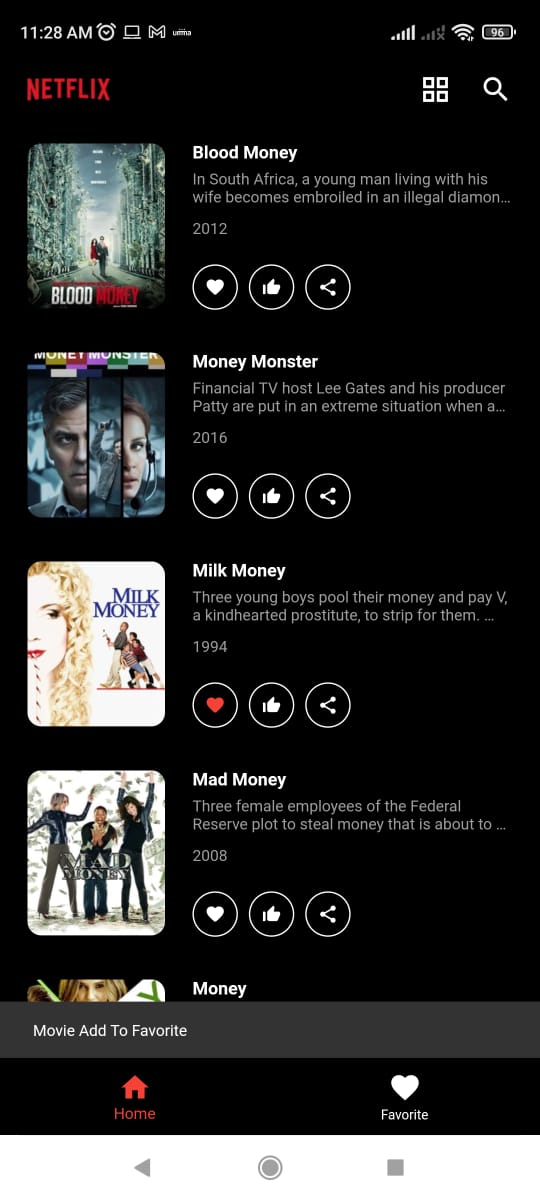 11:28 AM
96
NETFLIX
Blood Money
In South Africa, a young man living with his
wife becomes embroiled in an illegal diamon…
2012
BLOOD MONEY
MONEY MONSTER
Money Monster
Financial TV host Lee Gates and his producer
Patty are put in an extreme situation when a…
2016
MILK
MONEY
Milk Money
Three young boys pool their money and pay V,
a kindhearted prostitute, to strip for them. …
1994
MAD
MONEY
Mad Money
Three female employees of the Federal
Reserve plot to steal money that is about to …
2008
Money
Movie Add To Favorite
Home
Favorite